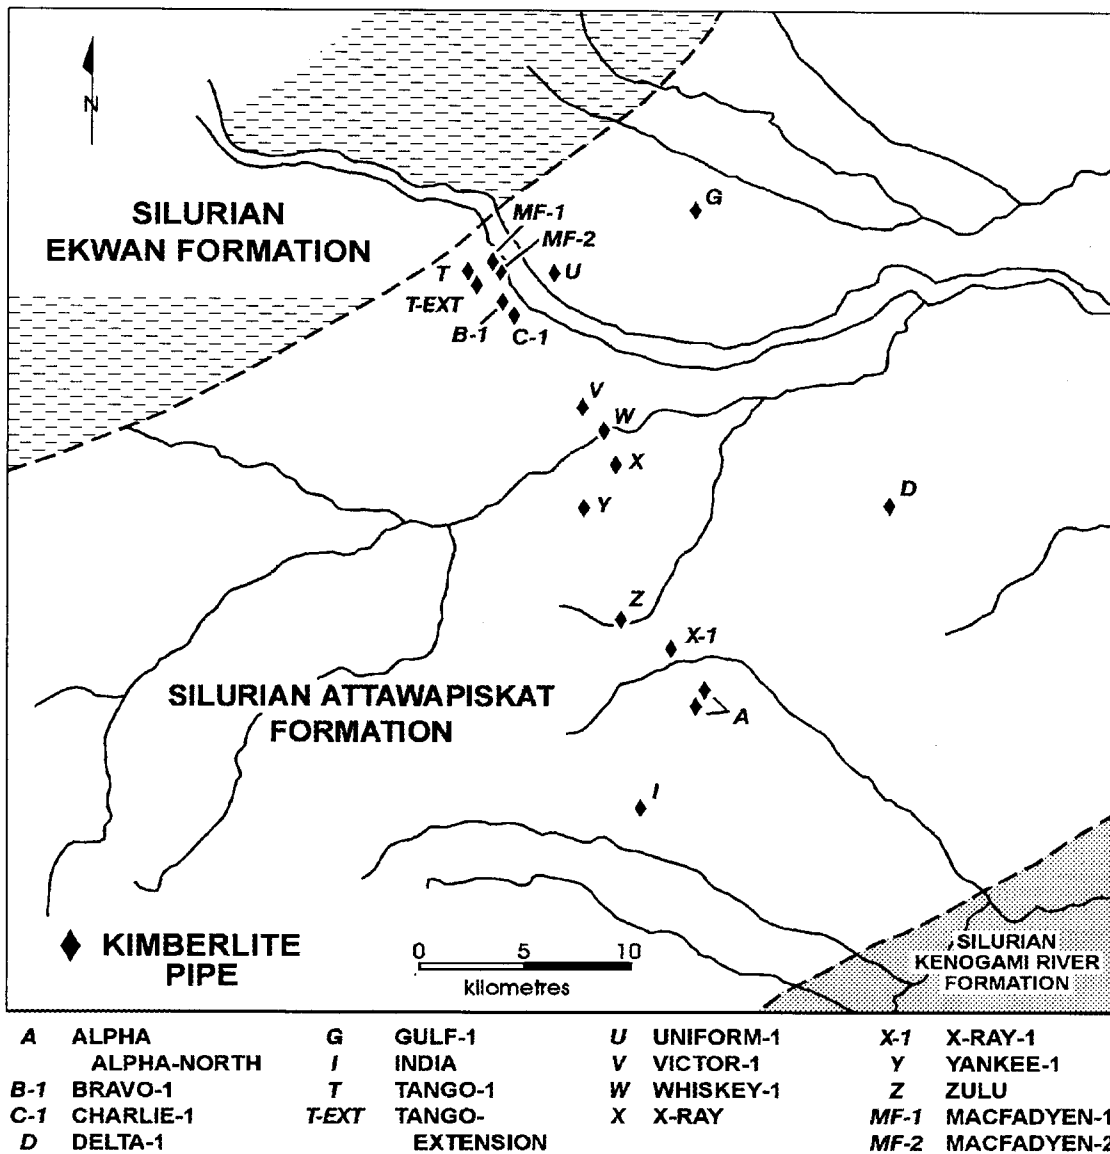 N
SILURIAN
EKWAN FORMATION
G
MF-1
MF-2
T
U
T-EXT
B-1
C-1
V
W
X
Y
D
Z
X-1
SILURIAN ATTAWAPISKAT
FORMATION
A
I
KIMBERLITE
PIPE
0 5 10
kilometres
SILURIAN
KENOGAMI RIVER
FORMATION
A ALPHA G GULF-1 U UNIFORM-1 X-1 X-RAY-1
ALPHA-NORTH I INDIA V VICTOR-1 Y YANKEE-1
B-1 BRAVO-1 T TANGO-1 W WHISKEY-1 Z ZULU
C-1 CHARLIE-1 T-EXT TANGO- X X-RAY MF-1 MACFADYEN-1
D DELTA-1 EXTENSION MF-2 MACFADYEN-2